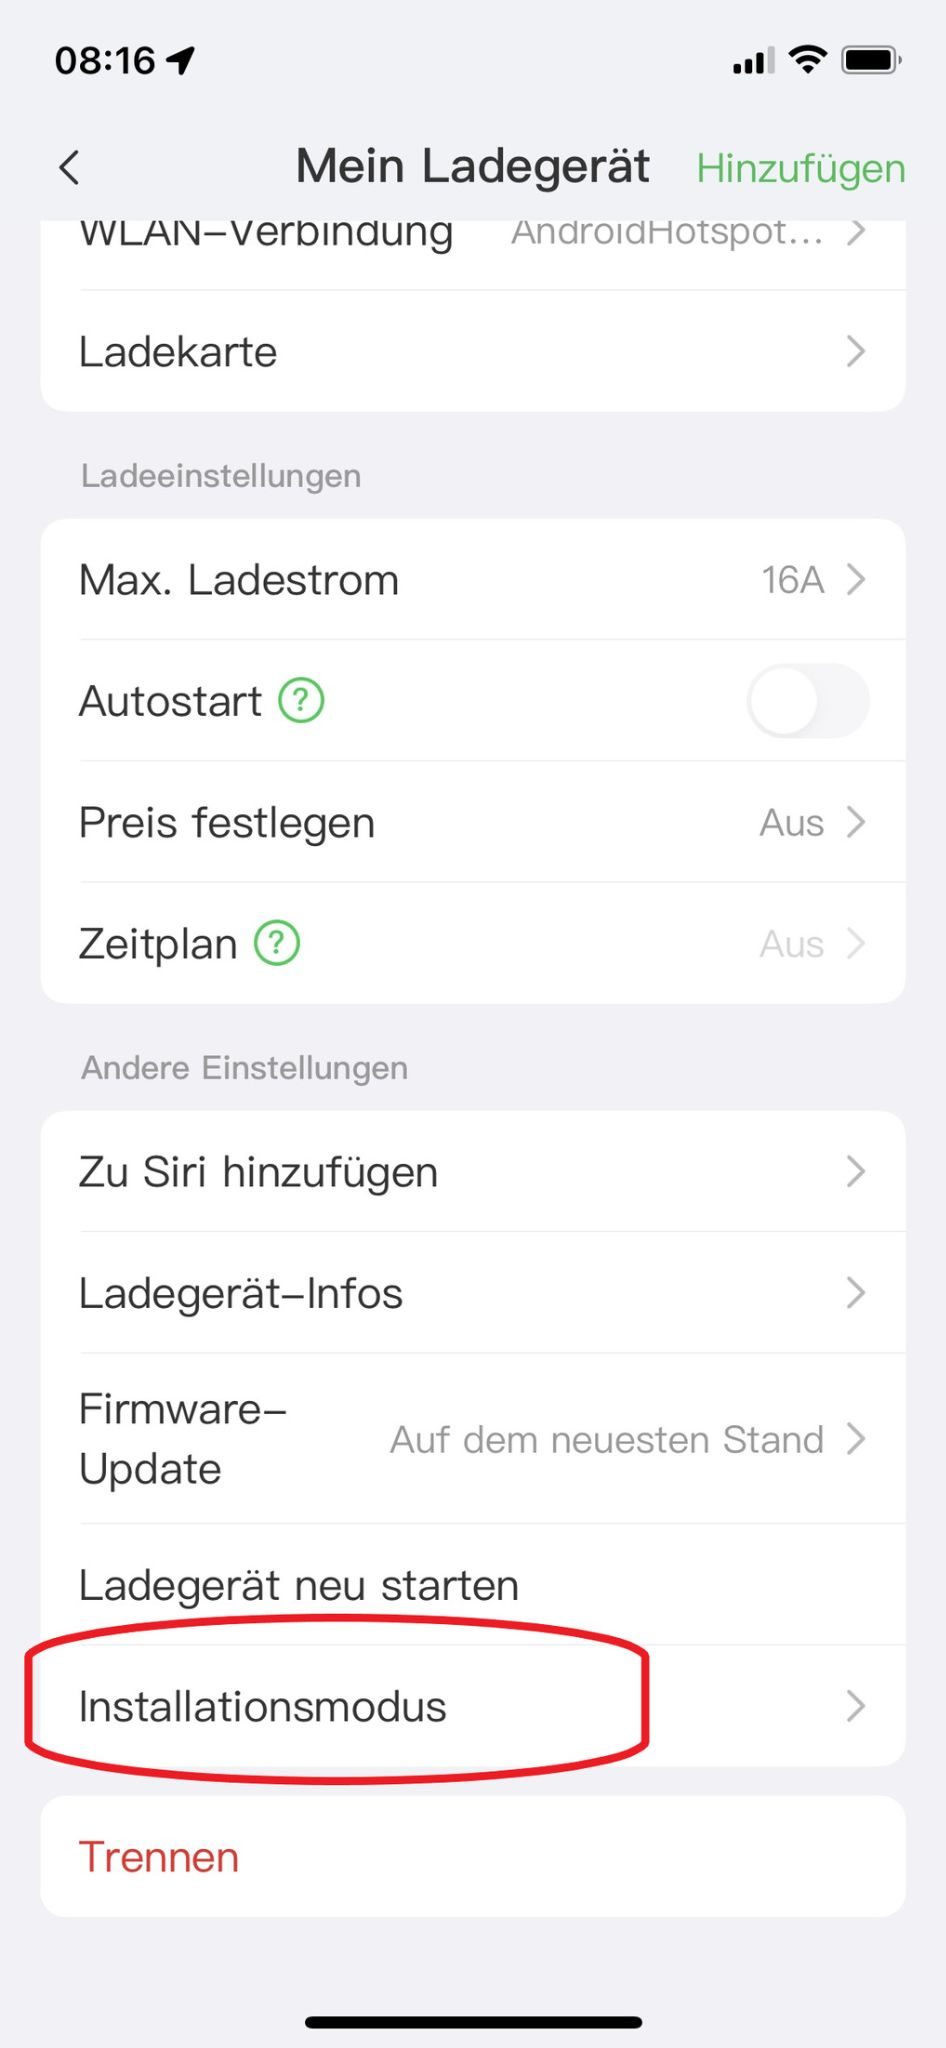 08:16
Mein Ladegerät
Hinzufügen
WLAN-Verbindung AndroidHotspot...
Ladekarte
Ladeeinstellungen
Max. Ladestrom 16A
Autostart ?
Preis festlegen Aus
Zeitplan ? Aus
Andere Einstellungen
Zu Siri hinzufügen
Ladegerät-Infos
Firmware-
Update
Auf dem neuesten Stand
Ladegerät neu starten
Installationsmodus
Trennen